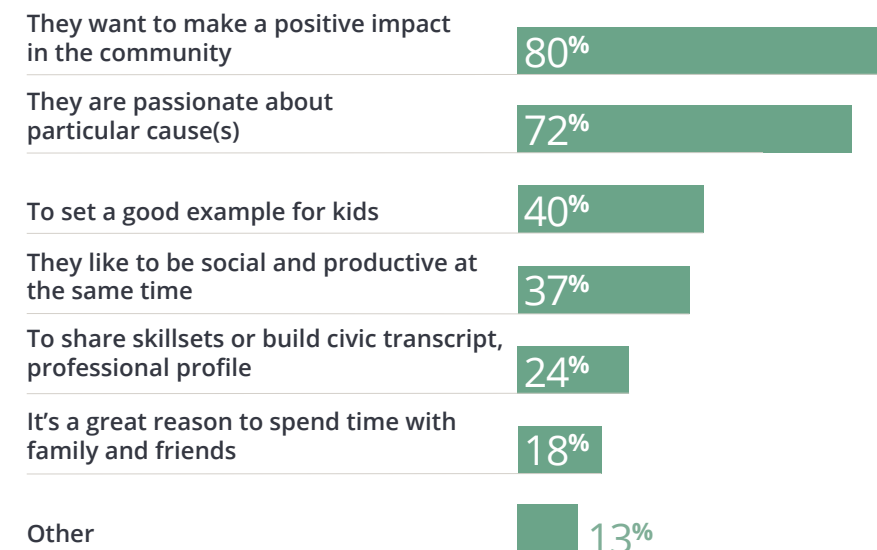 They want to make a positive impact
in the community
80%
They are passionate about
particular cause(s)
72%
To set a good example for kids
40%
They like to be social and productive at
the same time
37%
To share skillsets or build civic transcript,
professional profile
24%
It’s a great reason to spend time with
family and friends
18%
Other
13%